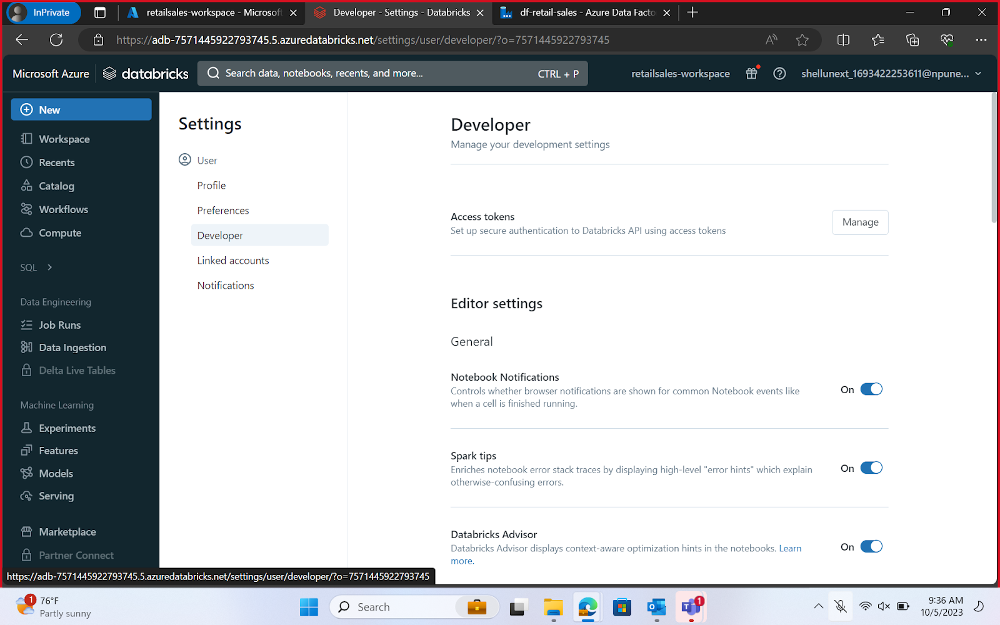 InPrivate
retailsales-workspace - Microsoft
Developer - Settings - Databricks
df-retail-sales - Azure Data Facto
https://adb-7571445922793745.5.azuredatabricks.net/settings/user/developer/?o=7571445922793745
Microsoft Azure
databricks
Search data, notebooks, recents, and more...
CTRL + P
retailsales-workspace
shellunext_1693422253611@npune...
New
Workspace
Recents
Catalog
Workflows
Compute
SQL
Data Engineering
Job Runs
Data Ingestion
Delta Live Tables
Machine Learning
Experiments
Features
Models
Serving
Marketplace
Partner Connect
Settings
User
Profile
Preferences
Developer
Linked accounts
Notifications
Developer
Manage your development settings
Access tokens
Set up secure authentication to Databricks API using access tokens
Manage
Editor settings
General
Notebook Notifications
Controls whether browser notifications are shown for common Notebook events like
when a cell is finished running.
On
Spark tips
Enriches notebook error stack traces by displaying high-level "error hints" which explain
otherwise-confusing errors.
On
Databricks Advisor
Databricks Advisor displays context-aware optimization hints in the notebooks. Learn
more.
On
https://adb-7571445922793745.5.azuredatabricks.net/settings/user/developer/?o=7571445922793745
1
76°F
Partly sunny
Search
1
9:36 AM
10/5/2023